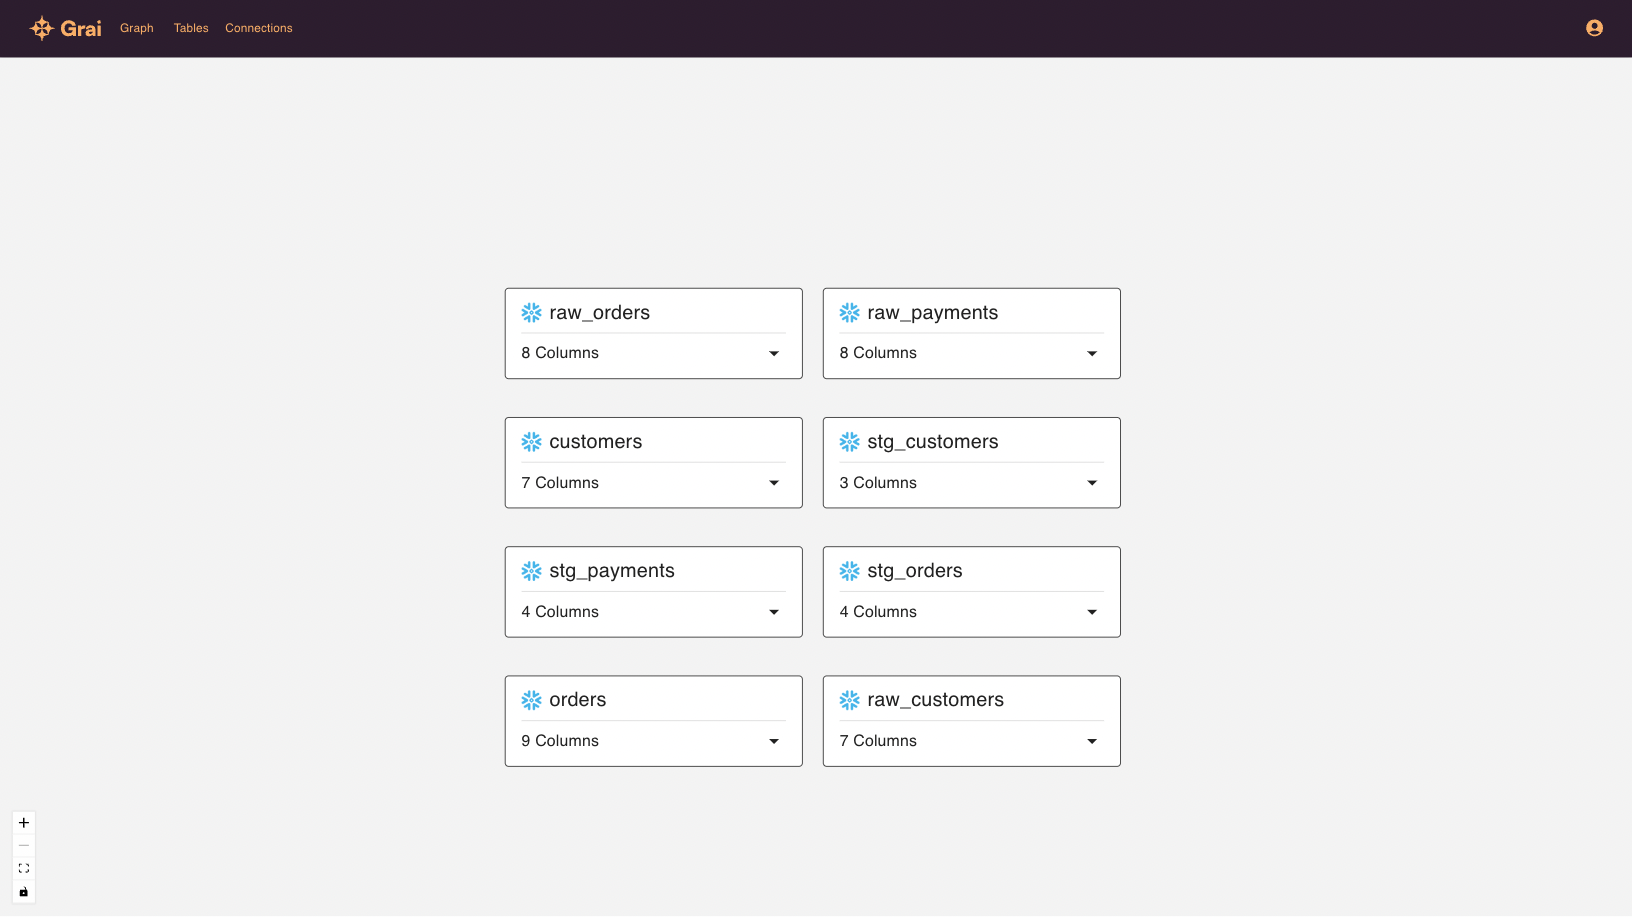 Grai Graph Tables Connections
raw_orders
8 Columns
raw_payments
8 Columns
customers
7 Columns
stg_customers
3 Columns
stg_payments
4 Columns
stg_orders
4 Columns
orders
9 Columns
raw_customers
7 Columns